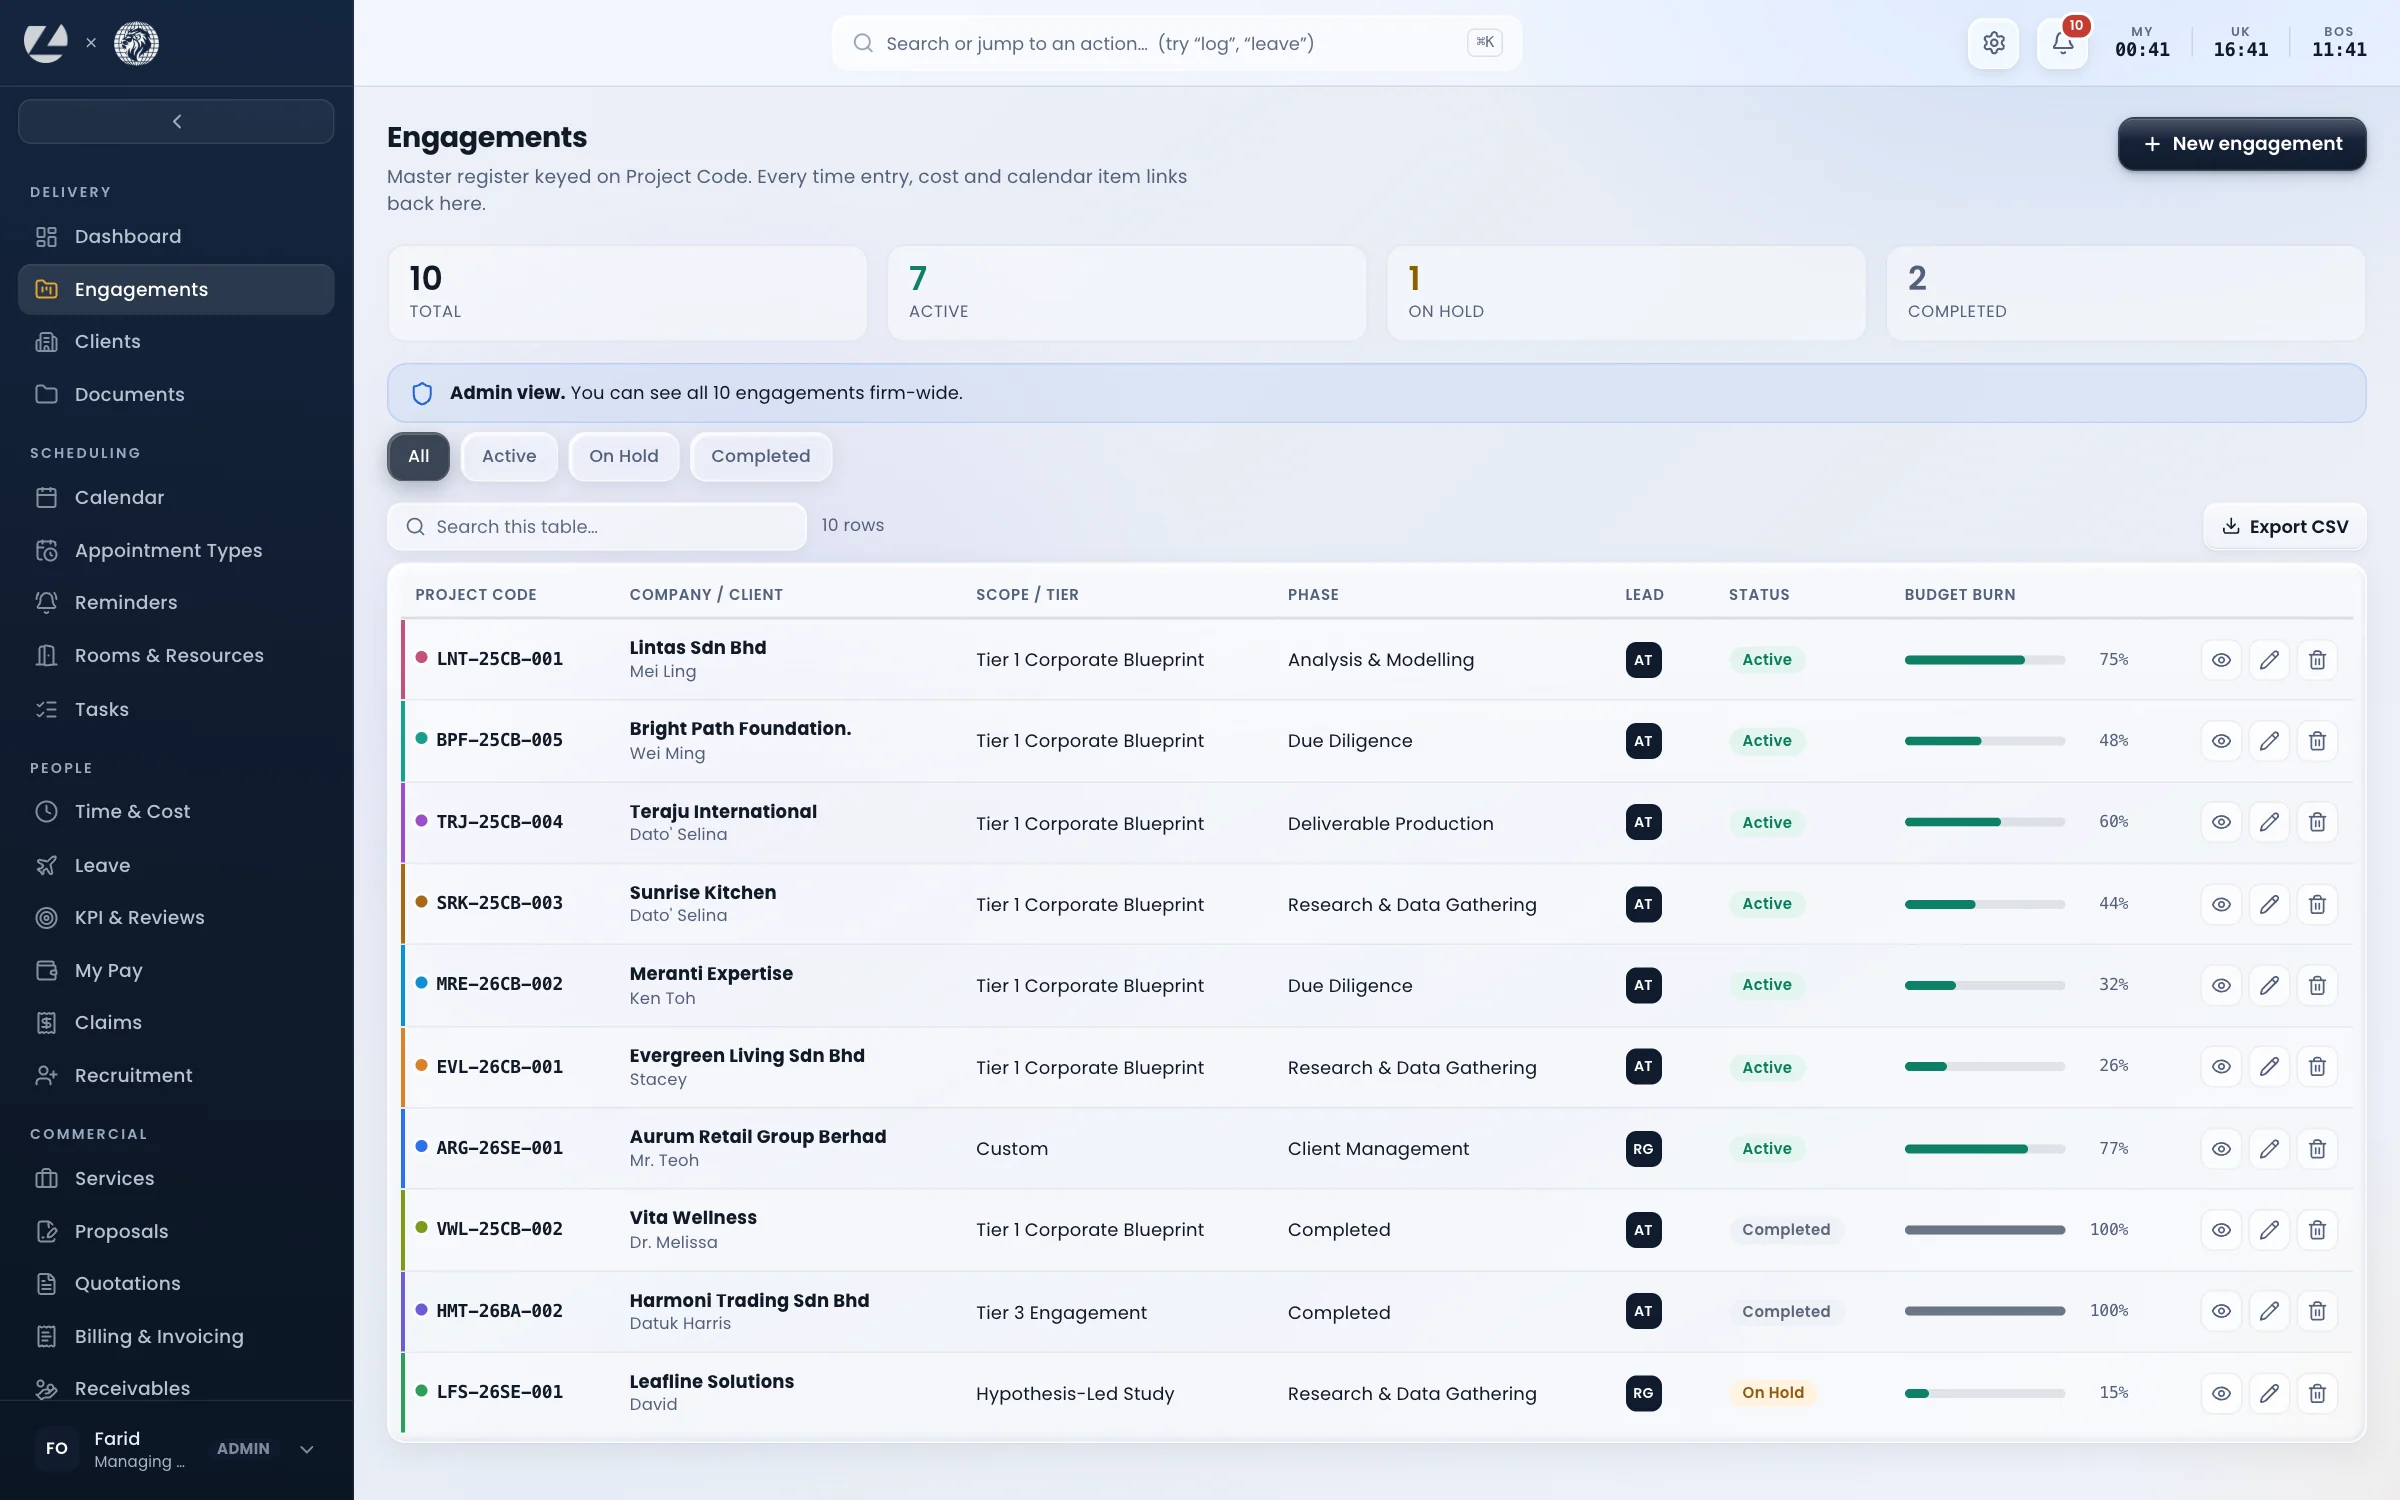 ×
Search or jump to an action... (try “log”, “leave”)
⌘K
10
MY
00:41
UK
16:41
BOS
11:41
DELIVERY
Dashboard
Engagements
Clients
Documents
SCHEDULING
Calendar
Appointment Types
Reminders
Rooms & Resources
Tasks
PEOPLE
Time & Cost
Leave
KPI & Reviews
My Pay
Claims
Recruitment
COMMERCIAL
Services
Proposals
Quotations
Billing & Invoicing
Receivables
FO
Farid
Managing ...
ADMIN
Engagements
Master register keyed on Project Code. Every time entry, cost and calendar item links
back here.
+ New engagement
10
TOTAL
7
ACTIVE
1
ON HOLD
2
COMPLETED
Admin view. You can see all 10 engagements firm-wide.
All
Active
On Hold
Completed
Search this table...
10 rows
Export CSV
PROJECT CODE COMPANY / CLIENT SCOPE / TIER PHASE LEAD STATUS BUDGET BURN
LNT-25CB-001 Lintas Sdn Bhd Tier 1 Corporate Blueprint Analysis & Modelling AT Active 75%
Mei Ling
BPF-25CB-005 Bright Path Foundation. Tier 1 Corporate Blueprint Due Diligence AT Active 48%
Wei Ming
TRJ-25CB-004 Teraju International Tier 1 Corporate Blueprint Deliverable Production AT Active 60%
Dato' Selina
SRK-25CB-003 Sunrise Kitchen Tier 1 Corporate Blueprint Research & Data Gathering AT Active 44%
Dato' Selina
MRE-26CB-002 Meranti Expertise Tier 1 Corporate Blueprint Due Diligence AT Active 32%
Ken Toh
EVL-26CB-001 Evergreen Living Sdn Bhd Tier 1 Corporate Blueprint Research & Data Gathering AT Active 26%
Stacey
ARG-26SE-001 Aurum Retail Group Berhad Custom Client Management RG Active 77%
Mr. Teoh
VWL-25CB-002 Vita Wellness Tier 1 Corporate Blueprint Completed AT Completed 100%
Dr. Melissa
HMT-26BA-002 Harmoni Trading Sdn Bhd Tier 3 Engagement Completed AT Completed 100%
Datuk Harris
LFS-26SE-001 Leafline Solutions Hypothesis-Led Study Research & Data Gathering RG On Hold 15%
David